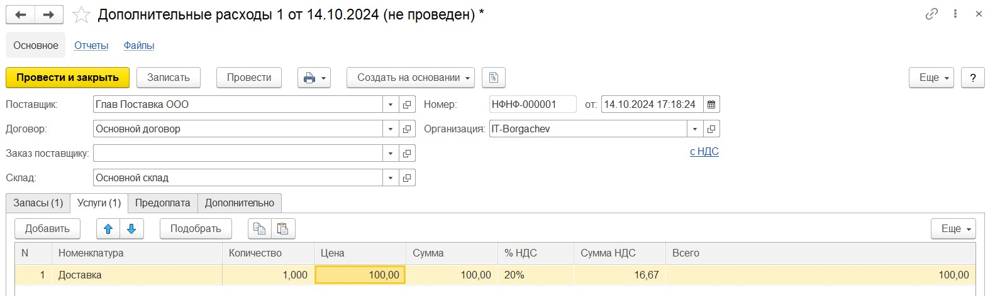 Дополнительные расходы 1 от 14.10.2024 (не проведен) *
Основное Отчеты Файлы
Провести и закрыть Записать Провести Создать на основании Еще ?
Поставщик: Глав Поставка ООО Номер: НФНФ-000001 от: 14.10.2024 17:18:24
Договор: Основной договор Организация: IT-Borgachev
Заказ поставщику: с НДС
Склад: Основной склад
Запасы (1) Услуги (1) Предоплата Дополнительно
Добавить Подобрать Еще
N Номенклатура Количество Цена Сумма % НДС Сумма НДС Всего
1 Доставка 1,000 100,00 100,00 20% 16,67 100,00